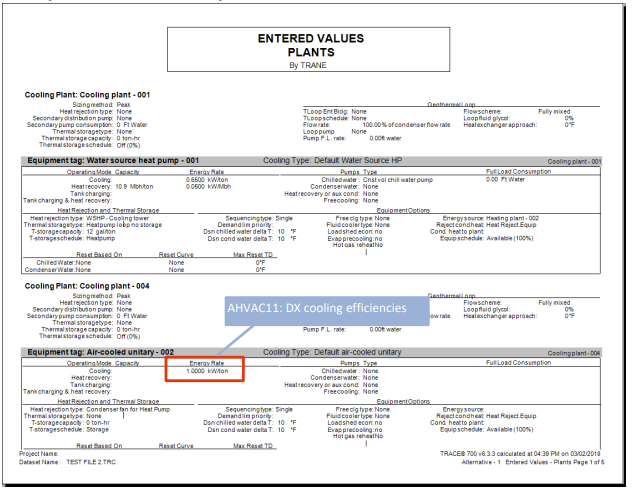 ENTERED VALUES
PLANTS
By TRANE
Cooling Plant: Cooling plant - 001
Sizing method: Peak
Heat rejection type: None
Secondary distribution pump: None
Secondary pump consumption: 0 Ft Water
Thermal storage type: None
Thermal storage capacity: 0 ton-hr
Thermal storage schedule: Off (0%)
Geothermal Loop
TLoop Ent Bldg: None
TLoop schedule: None
Flow rate: 100.00% of condenser flow rate
Loop pump None
Pump F.L. rate: 0.00ft water
Flow scheme: Fully mixed
Loop fluid glycol: 0%
Heat exchanger approach: 0°F
Equipment tag: Water source heat pump - 001 Cooling Type: Default Water Source HP Cooling plant - 001
Operating Mode Capacity Energy Rate Pumps Type Full Load Consumption
Cooling: 0.6500 kW/ton Chilled water: Cnst vol chill water pump 0.00 Ft Water
Heat recovery: 10.9 Mbh/ton 0.0500 kW/Mbh Condenser water: None
Tank charging: Heat recovery or aux cond: None
Tank charging & heat recovery: Free cooling: None
Heat Rejection and Thermal Storage Equipment Options
Heat rejection type: WSHP - Cooling tower Sequencing type: Single Free clg type: None Energy source: Heating plant - 002
Thermal storage type: Heatpump loop no storage Demand lim priority: Fluid cooler type: None Reject cond heat: Heat Reject.Equip
T-storage capacity: 12 gal/ton Dsn chilled water delta T: 10 °F Load shed econ: no Cond. heat to plant:
T-storage schedule: Heatpump Dsn cond water delta T: 10 °F Evap precooling: no Equip schedule: Available (100%)
Hot gas reheat No
Reset Based On Reset Curve Max Reset TD
Chilled Water: None None 0°F
Condenser Water: None None 0°F
Cooling Plant: Cooling plant - 004
Sizing method: Peak
Heat rejection type: None
Secondary distribution pump: None
Secondary pump consumption: 0 Ft Water
Thermal storage type: None
Thermal storage capacity: 0 ton-hr
Thermal storage schedule: Off (0%)
AHVAC11: DX cooling efficiencies
Geothermal Loop
flow rate
Pump F.L. rate: 0.00ft water
Flow scheme: Fully mixed
Loop fluid glycol: 0%
Heat exchanger approach: 0°F
Equipment tag: Air-cooled unitary - 002 Cooling Type: Default air-cooled unitary Cooling plant - 004
Operating Mode Capacity Energy Rate Pumps Type Full Load Consumption
Cooling: 1.0000 kW/ton Chilled water: None
Heat recovery: Condenser water: None
Tank charging: Heat recovery or aux cond: None
Tank charging & heat recovery: Free cooling: None
Heat Rejection and Thermal Storage Equipment Options
Heat rejection type: Condenser fan for Heat Pump Sequencing type: Single Free clg type: None Energy source:
Thermal storage type: None Demand lim priority: Fluid cooler type: None Reject cond heat: Heat Reject.Equip
T-storage capacity: 0 ton-hr Dsn chilled water delta T: 10 °F Load shed econ: no Cond. heat to plant:
T-storage schedule: Storage Dsn cond water delta T: 10 °F Evap precooling: no Equip schedule: Available (100%)
Hot gas reheat No
Reset Based On Reset Curve Max Reset TD
Project Name: TRACE® 700 v6.3.3 calculated at 04:39 PM on 03/02/2018
Dataset Name: TEST FILE 2.TRC Alternative - 1 Entered Values - Plants Page 1 of 5